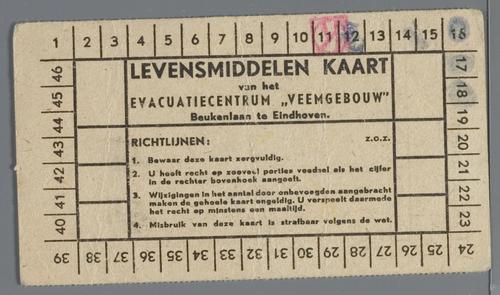 1 2 3 4 5 6 7 8 9 10 11 12 13 14 15 16
17
18
19
20
21
22
23
24
25 26 27 28 29 30 31 32 33 34 35 36 37 38 39
40
41
42
43
44
45
46
LEVENSMIDDELEN KAART
van het
EVACUATIECENTRUM „VEEMGEBOUW"
Beukenlaan te Eindhoven.
RICHTLIJNEN: z.o.z.
1. Bewaar deze kaart zorgvuldig.
2. U heeft recht op zooveel porties voedsel als het cijfer
in de rechter bovenhoek aangeeft.
3. Wijzigingen in het aantal door onbevoegden aangebracht
maken de geheele kaart ongeldig. U verspeelt daarmede
het recht op minstens een maaltijd.
4. Misbruik van deze kaart is strafbaar volgens de wet.